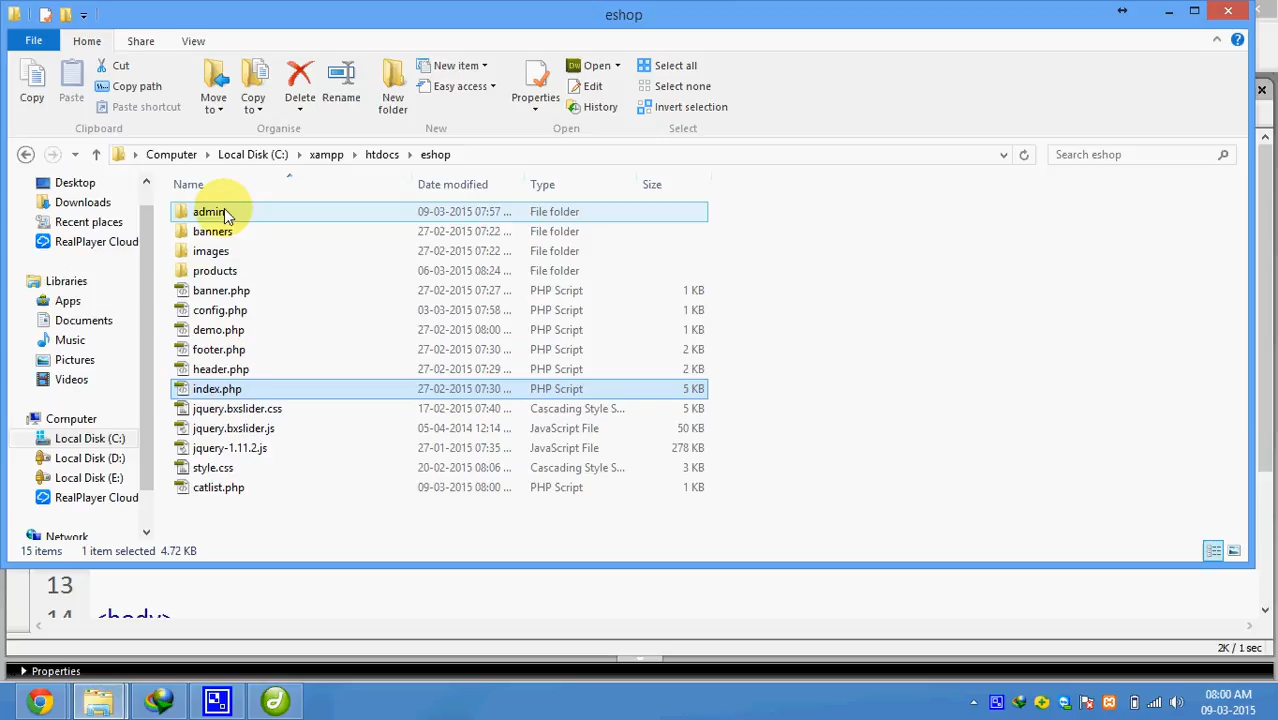 eshop
File Home Share View
Copy
Paste
Cut
Copy path
Paste shortcut
Clipboard
Move to
Copy to
Delete
Rename
Organise
New folder
New item
Easy access
New
Properties
Open
Edit
History
Open
Select all
Select none
Invert selection
Select
Computer Local Disk (C:) xampp htdocs eshop
Search eshop
Desktop
Downloads
Recent places
RealPlayer Cloud
Libraries
Apps
Documents
Music
Pictures
Videos
Computer
Local Disk (C:)
Local Disk (D:)
Local Disk (E:)
RealPlayer Cloud
Network
Name Date modified Type Size
admin 09-03-2015 07:57 ... File folder
banners 27-02-2015 07:22 ... File folder
images 27-02-2015 07:22 ... File folder
products 06-03-2015 08:24 ... File folder
banner.php 27-02-2015 07:27 ... PHP Script 1 KB
config.php 03-03-2015 07:58 ... PHP Script 1 KB
demo.php 27-02-2015 08:00 ... PHP Script 1 KB
footer.php 27-02-2015 07:30 ... PHP Script 2 KB
header.php 27-02-2015 07:29 ... PHP Script 2 KB
index.php 27-02-2015 07:30 ... PHP Script 5 KB
jquery.bxslider.css 17-02-2015 07:40 ... Cascading Style S... 5 KB
jquery.bxslider.js 05-04-2014 12:14 ... JavaScript File 50 KB
jquery-1.11.2.js 27-01-2015 07:35 ... JavaScript File 278 KB
style.css 20-02-2015 08:06 ... Cascading Style S... 3 KB
catlist.php 09-03-2015 08:00 ... PHP Script 1 KB
15 items 1 item selected 4.72 KB
13
14 <body>
2K / 1 sec
Properties
08:00 AM
09-03-2015